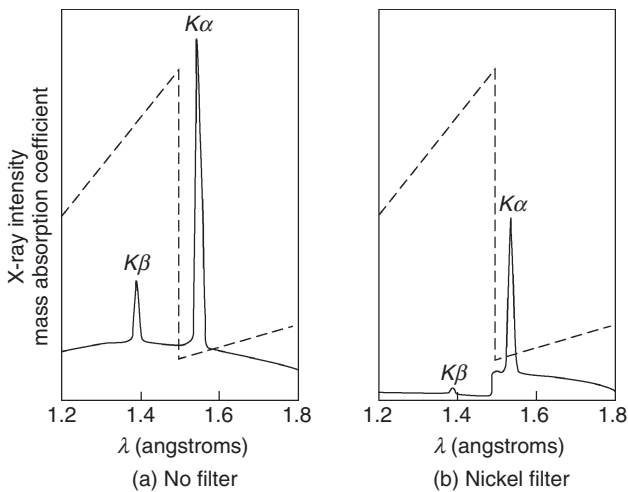 X-ray intensity
mass absorption coefficient
Kα
Kβ
1.2 1.4 1.6 1.8
λ (angstroms)
(a) No filter
Kα
Kβ
1.2 1.4 1.6 1.8
λ (angstroms)
(b) Nickel filter